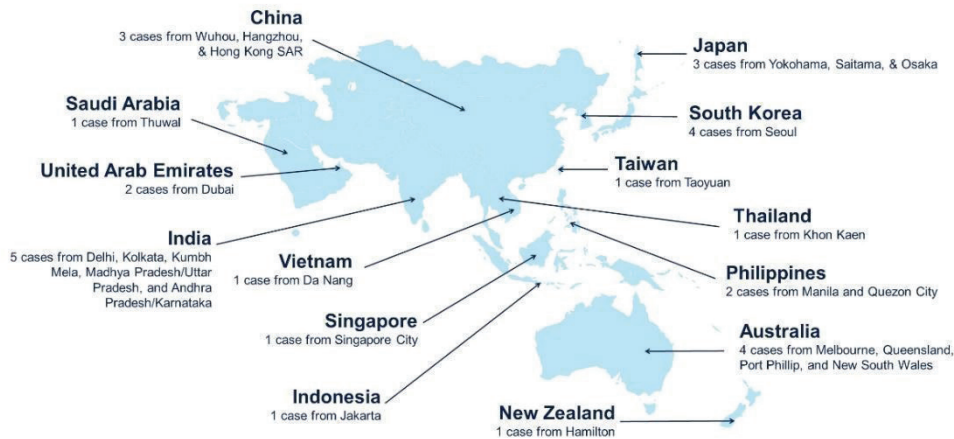 China
3 cases from Wuhou, Hangzhou,
& Hong Kong SAR
Japan
3 cases from Yokohama, Saitama, & Osaka
Saudi Arabia
1 case from Thuwal
South Korea
4 cases from Seoul
United Arab Emirates
2 cases from Dubai
Taiwan
1 case from Taoyuan
India
5 cases from Delhi, Kolkata, Kumbh
Mela, Madhya Pradesh/Uttar
Pradesh, and Andhra
Pradesh/Karnataka
Vietnam
1 case from Da Nang
Thailand
1 case from Khon Kaen
Philippines
2 cases from Manila and Quezon City
Singapore
1 case from Singapore City
Australia
4 cases from Melbourne, Queensland,
Port Phillip, and New South Wales
Indonesia
1 case from Jakarta
New Zealand
1 case from Hamilton